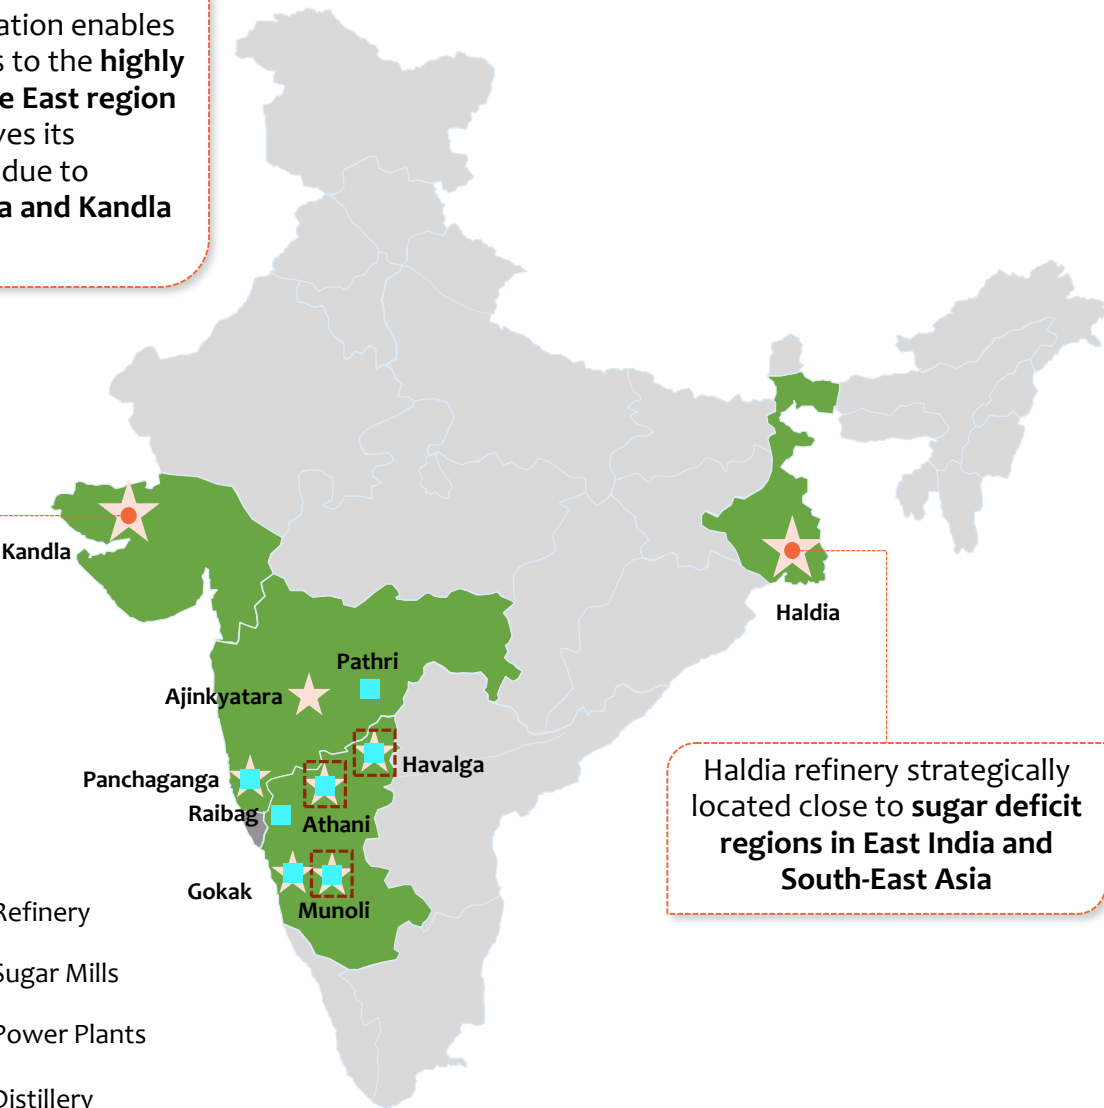 ation enables
s to the highly
e East region
ves its
due to
a and Kandla
Kandla
Haldia
Pathri
Ajinkyatara
Havalga
Panchaganga
Raibag
Athani
Gokak
Munoli
Haldia refinery strategically
located close to sugar deficit
regions in East India and
South-East Asia
Refinery
Sugar Mills
Power Plants
Distillery